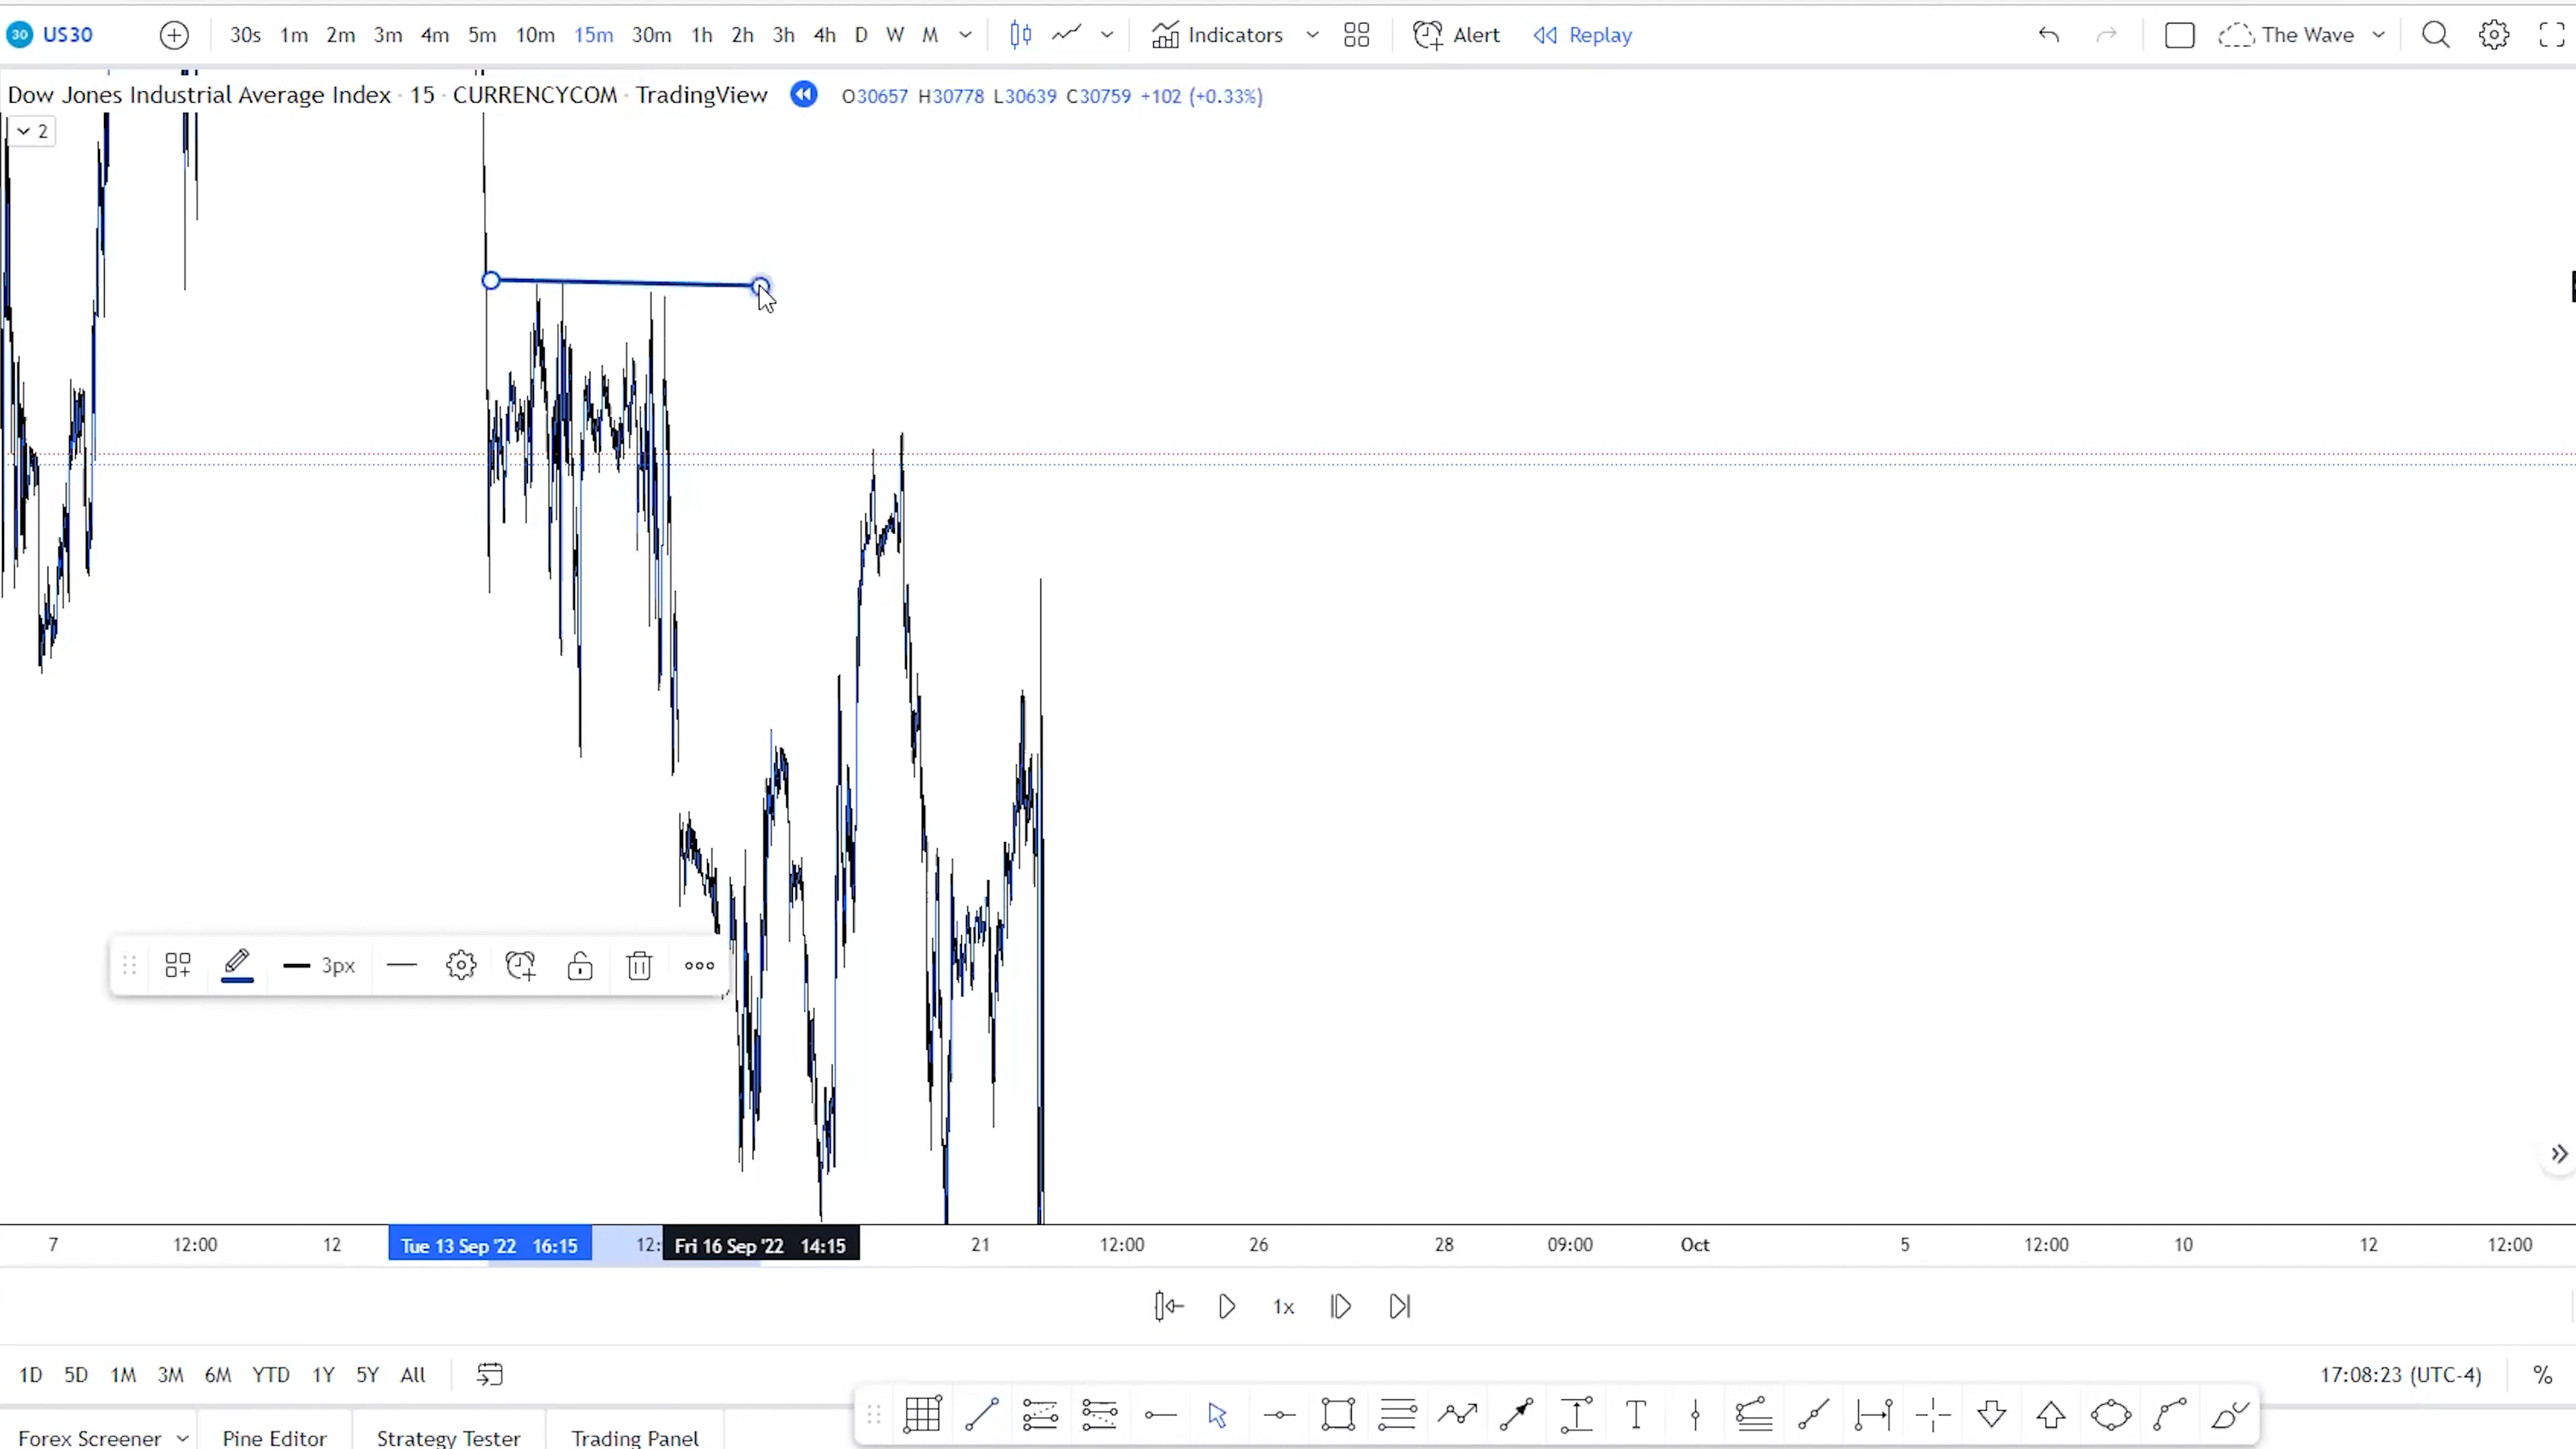 30 US30 30s 1m 2m 3m 4m 5m 10m 15m 30m 1h 2h 3h 4h D W M Indicators Alert Replay The Wave
Dow Jones Industrial Average Index · 15 · CURRENCYCOM · TradingView O30657 H30778 L30639 C30759 +102 (+0.33%)
2
3px
7 12:00 12 Tue 13 Sep '22 16:15 12: Fri 16 Sep '22 14:15 21 12:00 26 28 09:00 Oct 5 12:00 10 12 12:00
1x
1D 5D 1M 3M 6M YTD 1Y 5Y All 17:08:23 (UTC-4) %
T
Forex Screener Pine Editor Strategy Tester Trading Panel